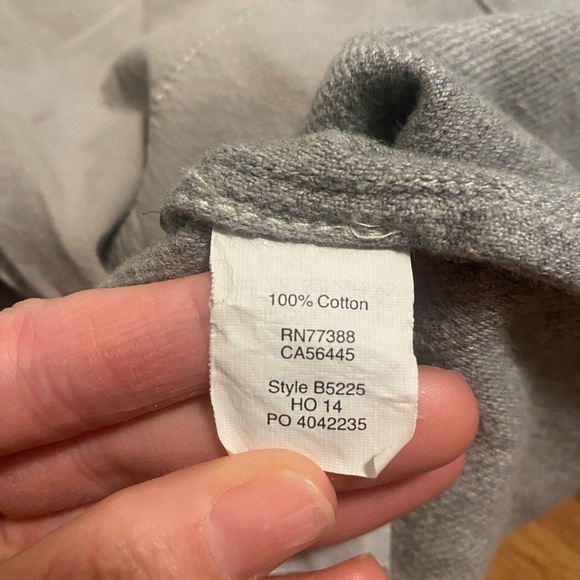 100% Cotton
RN77388
CA56445
Style B5225
HO 14
PO 4042235